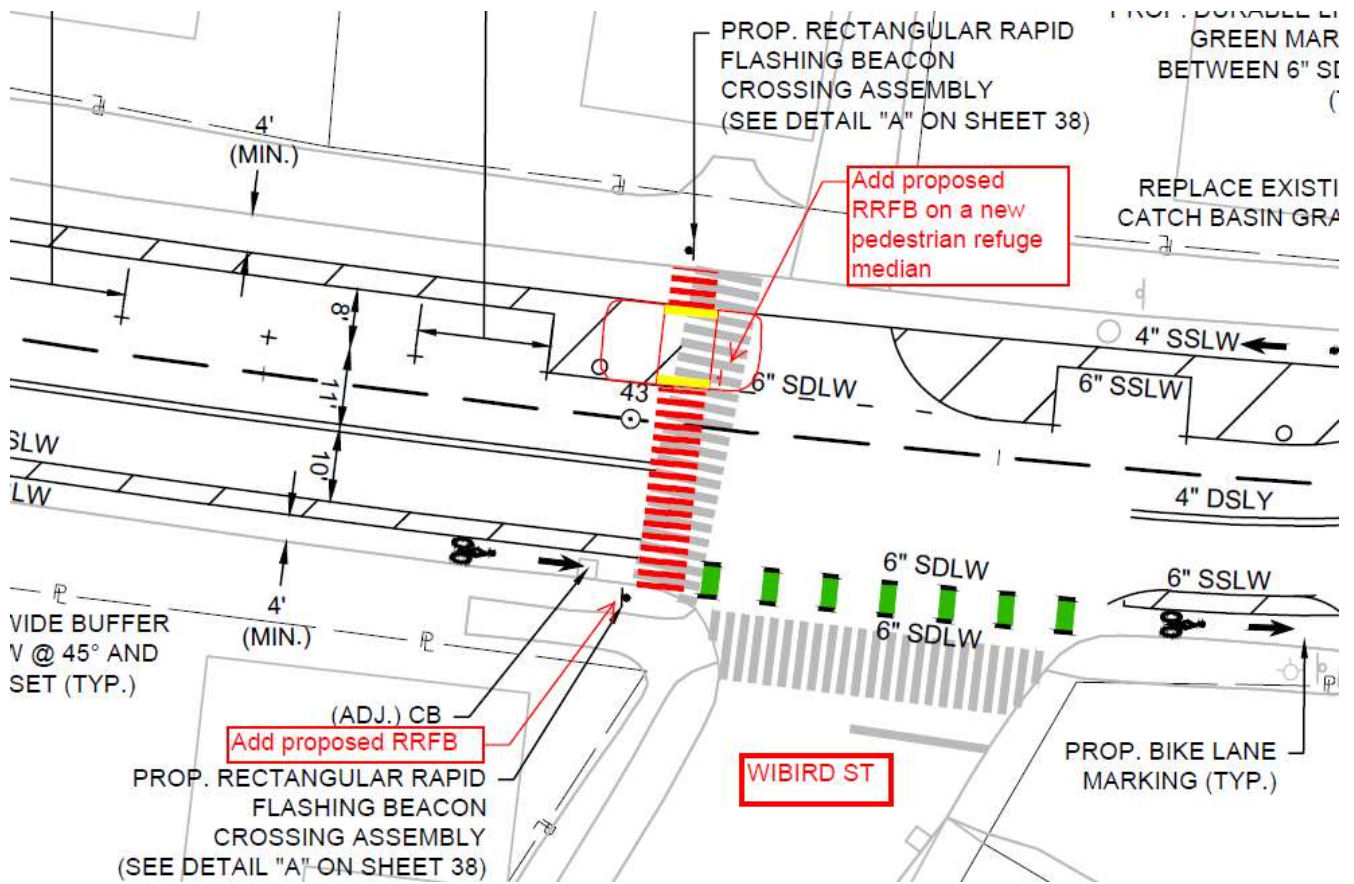 PROP. RECTANGULAR RAPID
FLASHING BEACON
CROSSING ASSEMBLY
(SEE DETAIL "A" ON SHEET 38)
GREEN MAR
BETWEEN 6" SD
4'
(MIN.)
Add proposed
RRFB on a new
pedestrian refuge
median
REPLACE EXISTI
CATCH BASIN GRA
8'
11'
10'
43
6" SDLW
4" SSLW
6" SSLW
4" DSLY
SLW
LW
6" SDLW
6" SDLW
6" SSLW
4'
(MIN.)
WIDE BUFFER
@ 45° AND
SET (TYP.)
(ADJ.) CB
Add proposed RRFB
PROP. RECTANGULAR RAPID
FLASHING BEACON
CROSSING ASSEMBLY
(SEE DETAIL "A" ON SHEET 38)
WIBIRD ST
PROP. BIKE LANE
MARKING (TYP.)